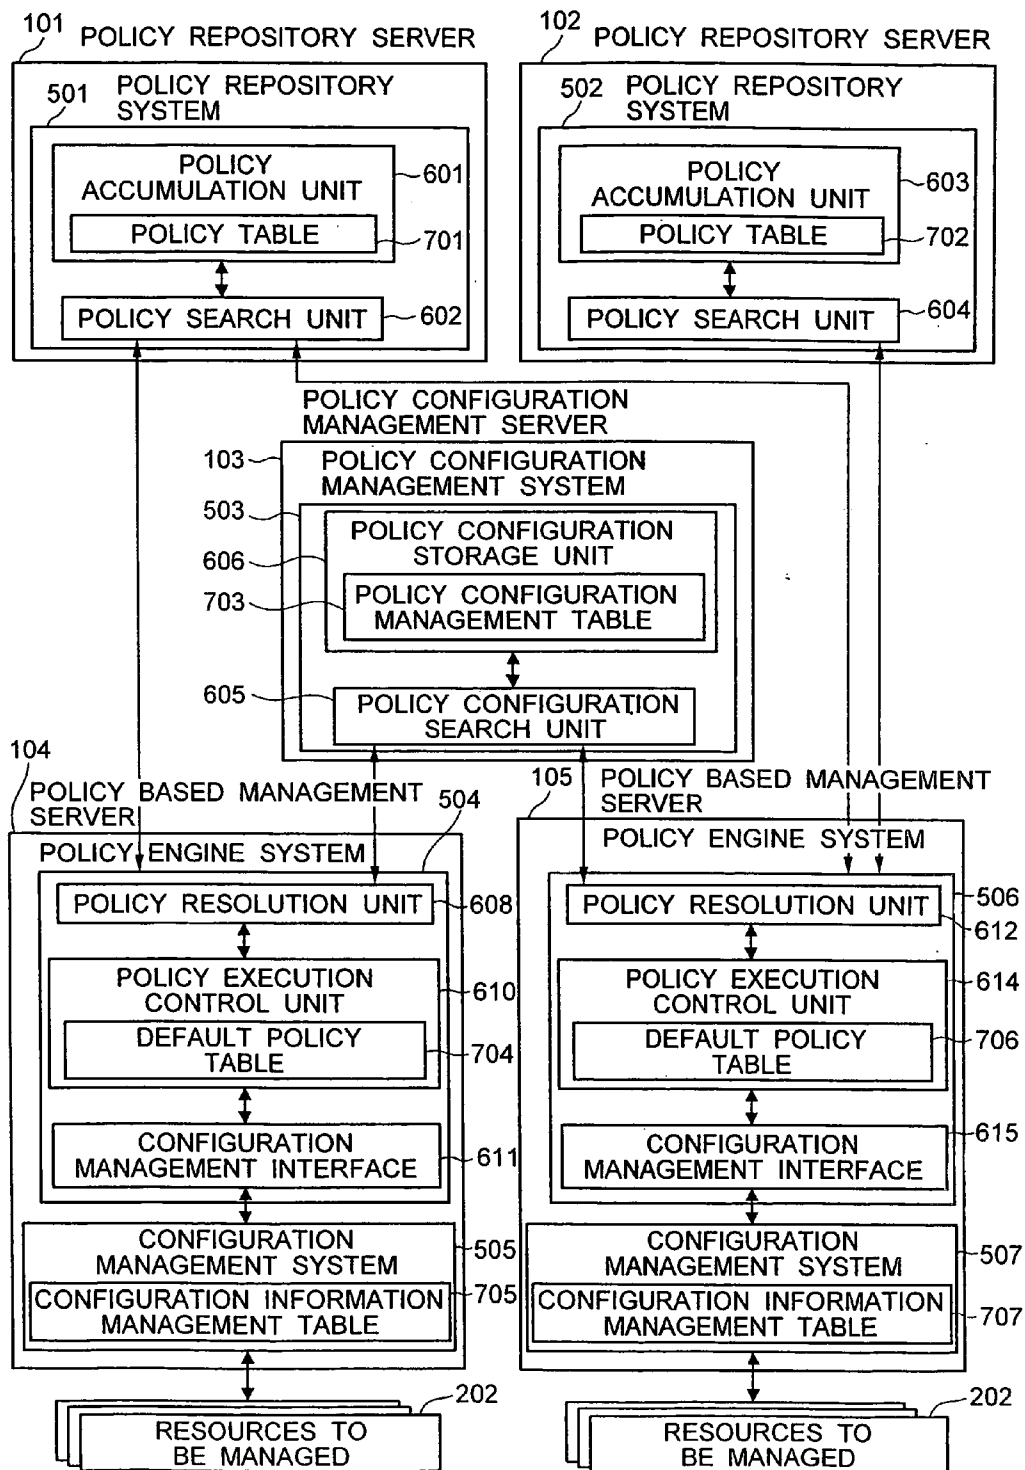 101 POLICY REPOSITORY SERVER
POLICY REPOSITORY
SYSTEM
501
POLICY
ACCUMULATION UNIT
601
POLICY TABLE
701
POLICY SEARCH UNIT
602
102 POLICY REPOSITORY SERVER
POLICY REPOSITORY
SYSTEM
502
POLICY
ACCUMULATION UNIT
603
POLICY TABLE
702
POLICY SEARCH UNIT
604
POLICY CONFIGURATION
MANAGEMENT SERVER
103
POLICY CONFIGURATION
MANAGEMENT SYSTEM
503
POLICY CONFIGURATION
STORAGE UNIT
606
703
POLICY CONFIGURATION
MANAGEMENT TABLE
605
POLICY CONFIGURATION
SEARCH UNIT
104
POLICY BASED MANAGEMENT
SERVER
504
POLICY ENGINE SYSTEM
POLICY RESOLUTION UNIT
608
POLICY EXECUTION
CONTROL UNIT
610
DEFAULT POLICY
TABLE
704
CONFIGURATION
MANAGEMENT INTERFACE
611
CONFIGURATION
MANAGEMENT SYSTEM
505
CONFIGURATION INFORMATION
MANAGEMENT TABLE
705
202
RESOURCES TO
BE MANAGED
105
POLICY BASED MANAGEMENT
SERVER
POLICY ENGINE SYSTEM
506
POLICY RESOLUTION UNIT
612
POLICY EXECUTION
CONTROL UNIT
614
DEFAULT POLICY
TABLE
706
CONFIGURATION
MANAGEMENT INTERFACE
615
CONFIGURATION
MANAGEMENT SYSTEM
507
CONFIGURATION INFORMATION
MANAGEMENT TABLE
707
202
RESOURCES TO
BE MANAGED